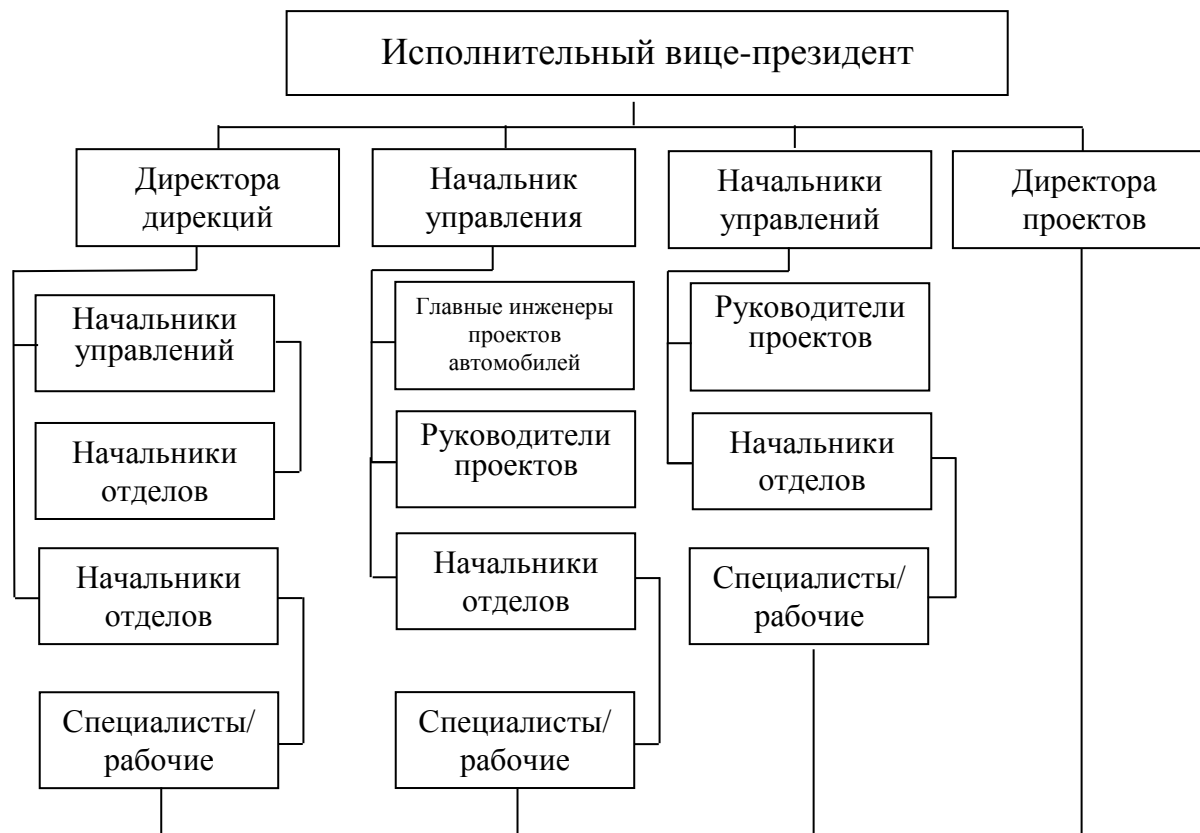 Исполнительный вице-президент
Директора
дирекций
Начальники
управлений
Начальники
отделов
Начальники
отделов
Специалисты/
рабочие
Начальник
управления
Главные инженеры
проектов
автомобилей
Руководители
проектов
Начальники
отделов
Специалисты/
рабочие
Начальники
управлений
Руководители
проектов
Начальники
отделов
Специалисты/
рабочие
Директора
проектов